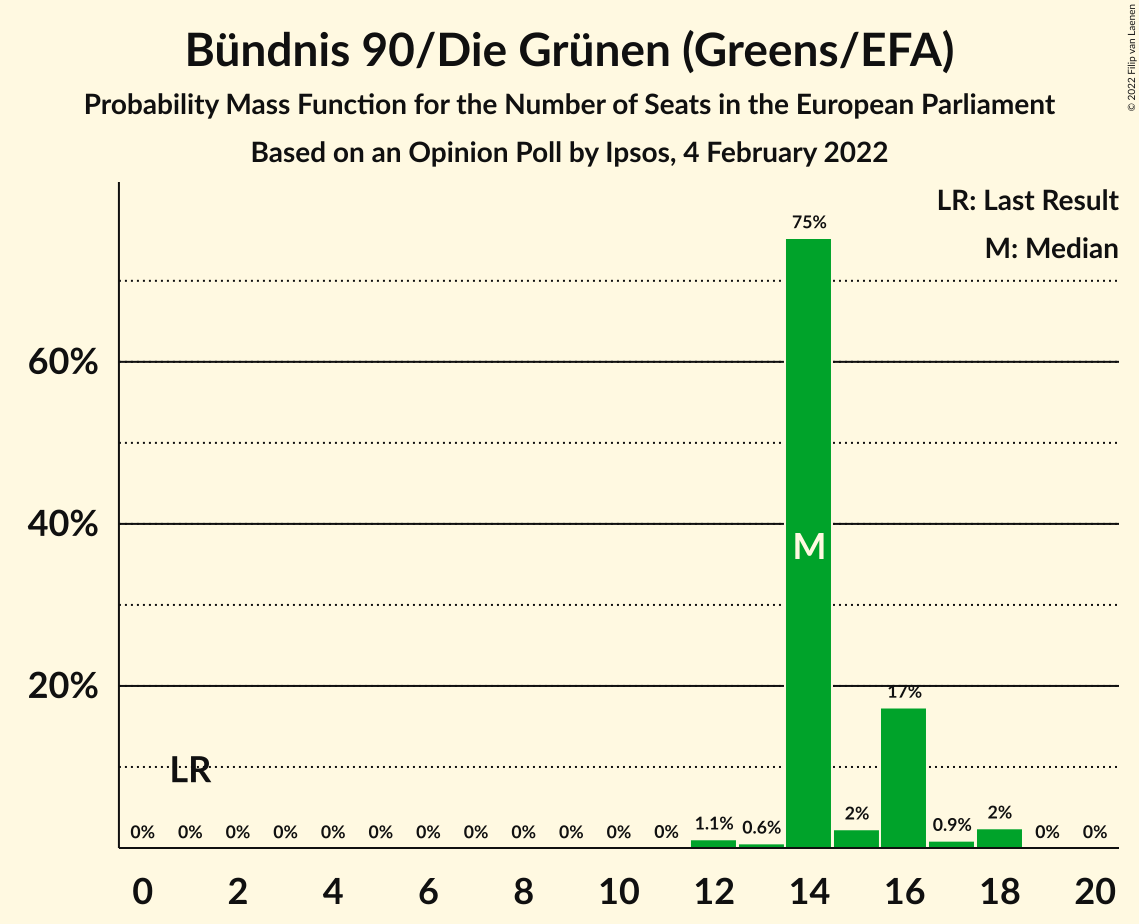 Bündnis 90/Die Grünen (Greens/EFA)
Probability Mass Function for the Number of Seats in the European Parliament
Based on an Opinion Poll by Ipsos, 4 February 2022
© 2022 Filip van Laenen
LR: Last Result
M: Median
75%
60%
40%
M
20%
17%
LR
0% 0% 0% 0% 0% 0% 0% 0% 0% 0% 0% 0% 1.1% 0.6% 2% 0.9% 2% 0% 0%
0 2 4 6 8 10 12 14 16 18 20